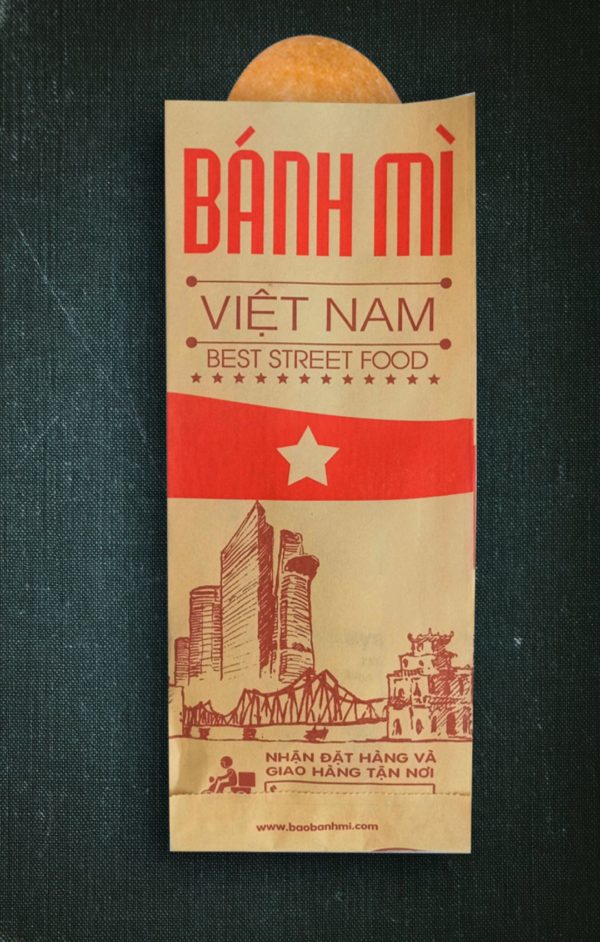 BÁNH MÌ
VIỆT NAM
BEST STREET FOOD
NHẬN ĐẶT HÀNG VÀ
GIAO HÀNG TẬN NƠI
www.baobanhmi.com